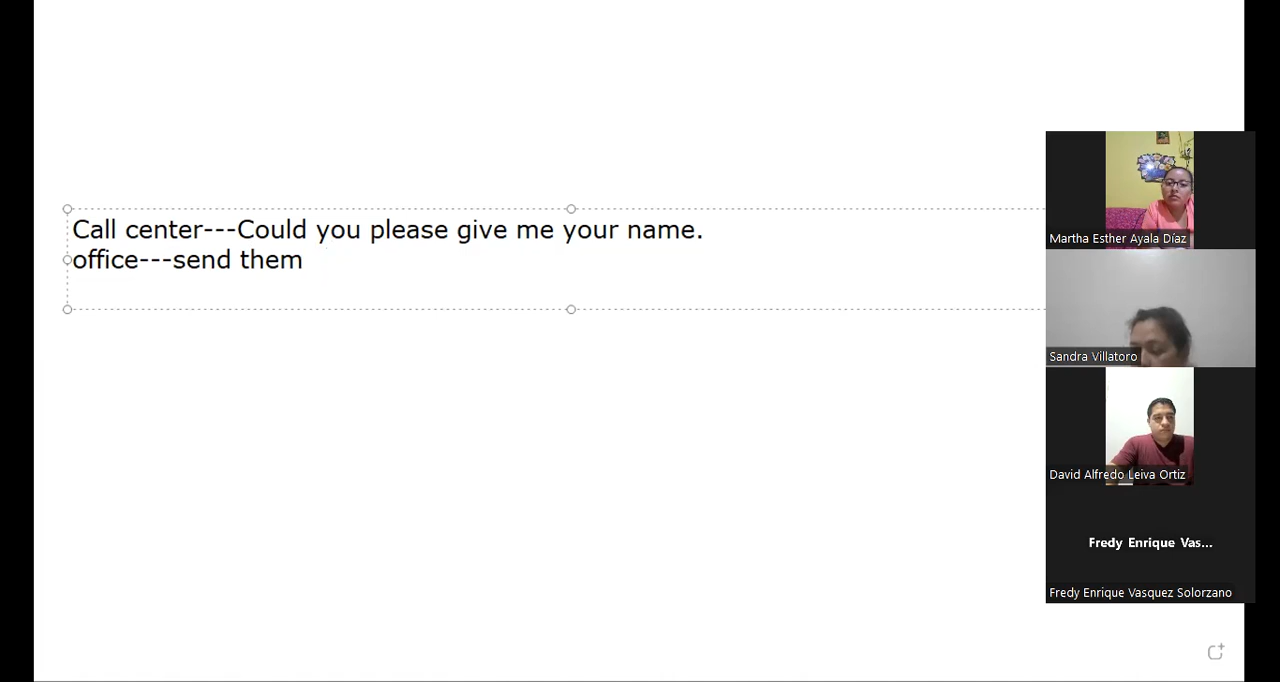 Call center---Could you please give me your name.
office---send them
Martha Esther Ayala Díaz
Sandra Villatoro
David Alfredo Leiva Ortiz
Fredy Enrique Vas...
Fredy Enrique Vasquez Solorzano